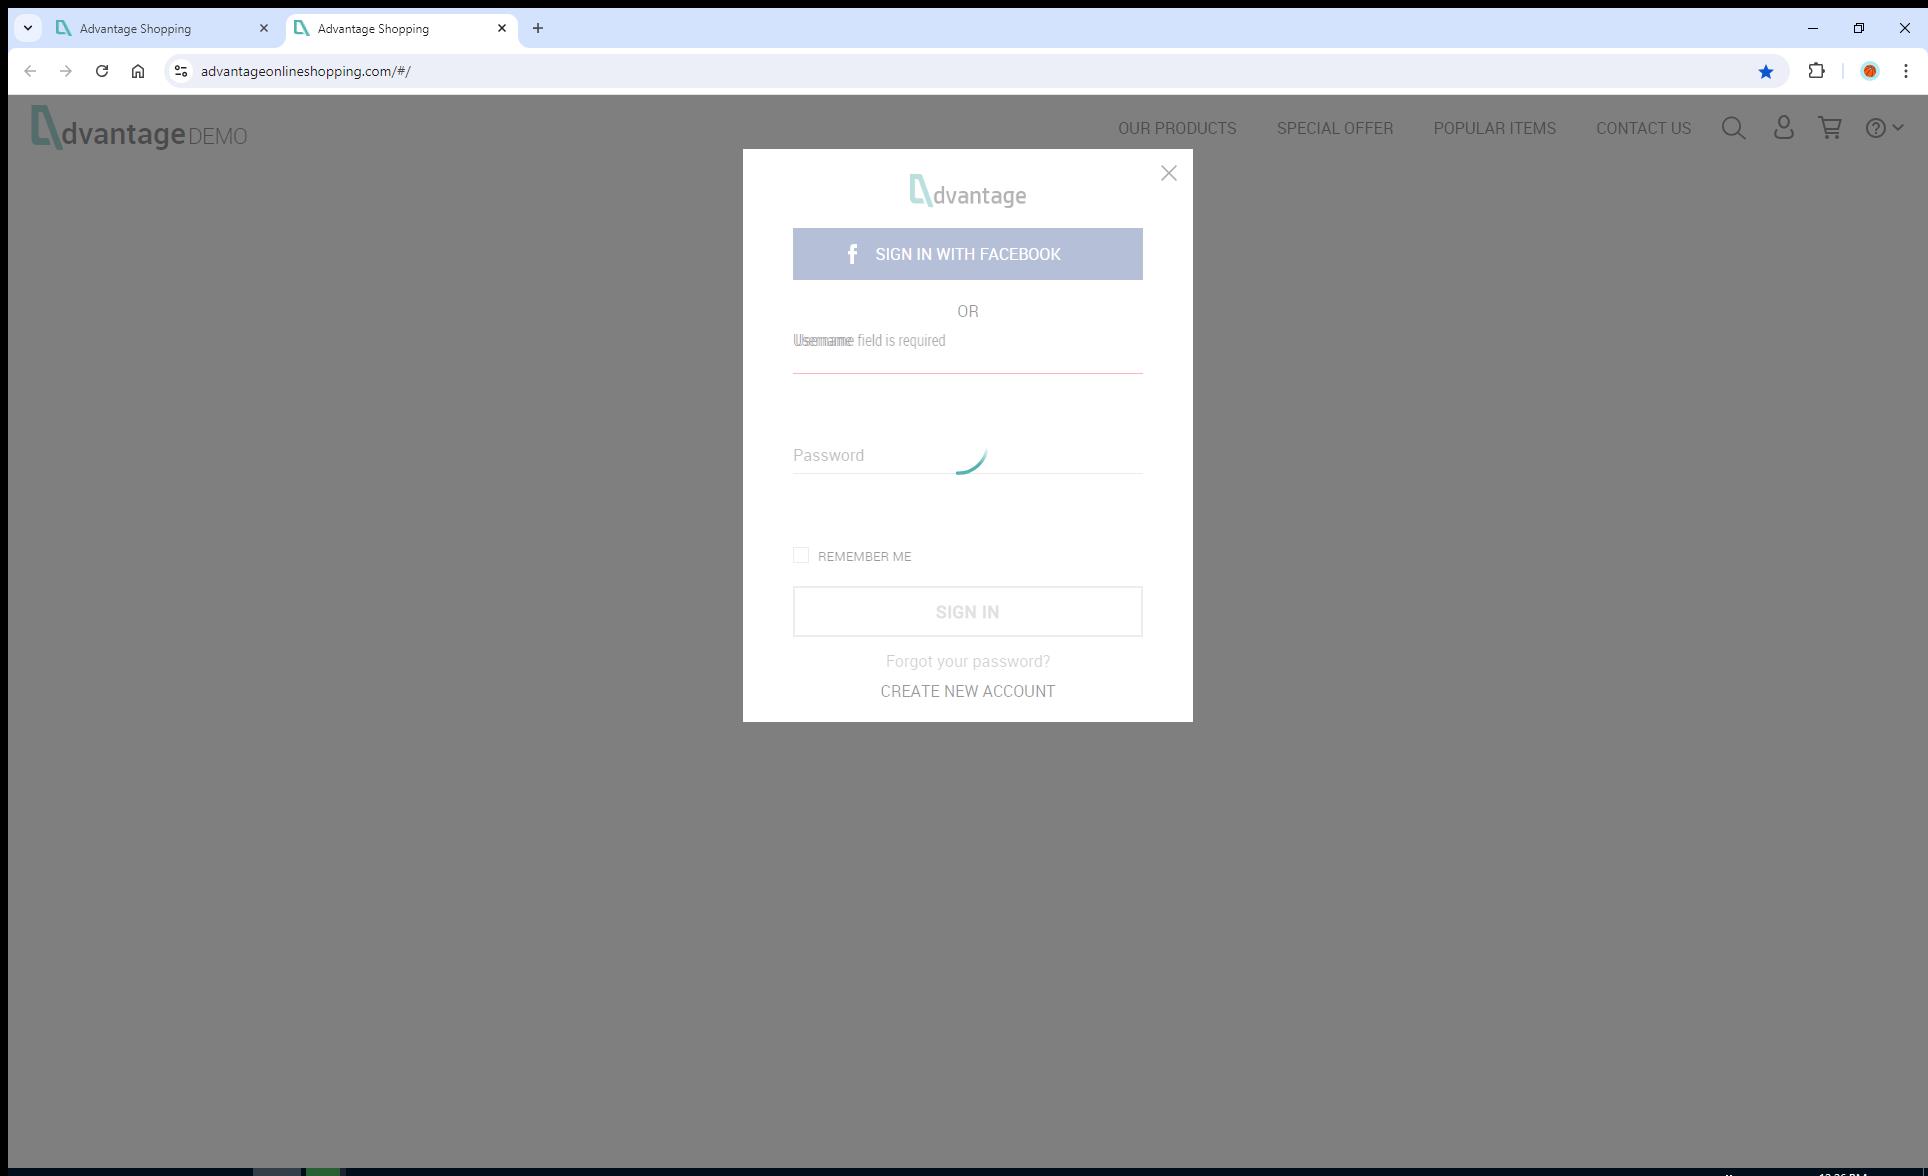 Advantage Shopping
Advantage Shopping
advantageonlineshopping.com/#/
dvantage DEMO
OUR PRODUCTS
SPECIAL OFFER
POPULAR ITEMS
CONTACT US
dvantage
f SIGN IN WITH FACEBOOK
OR
Username field is required
Password
REMEMBER ME
SIGN IN
Forgot your password?
CREATE NEW ACCOUNT